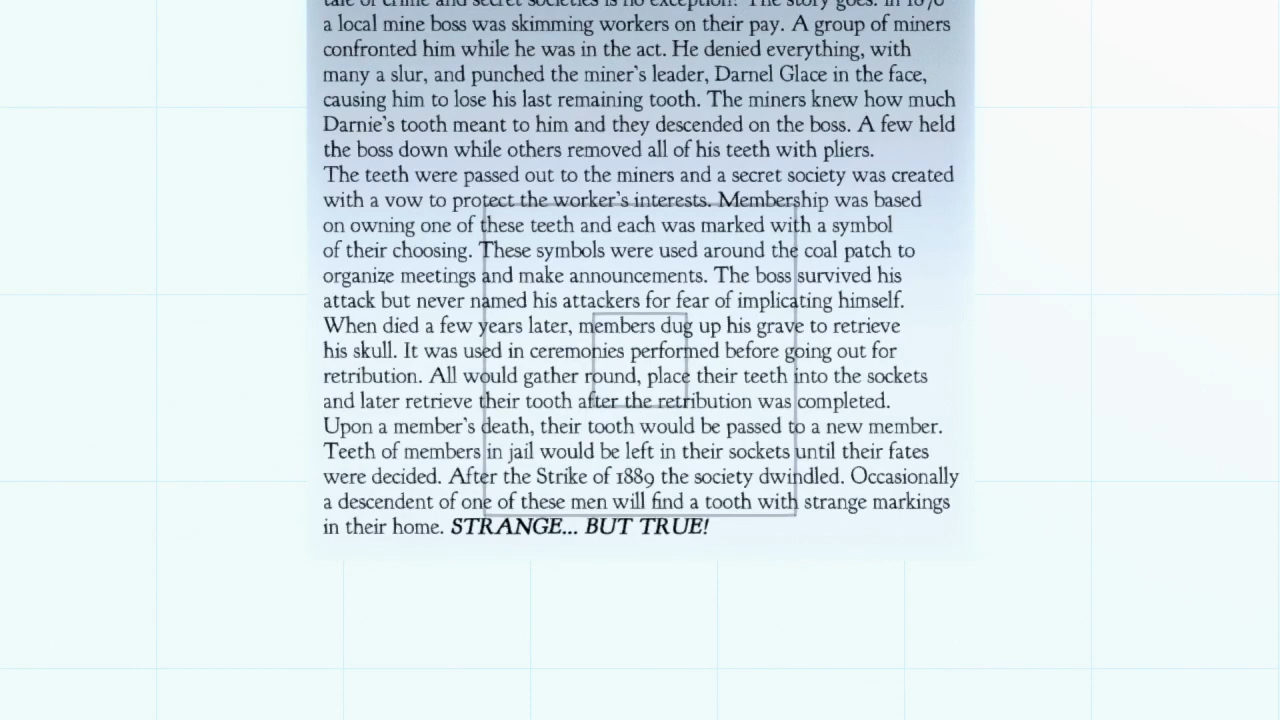 tale of crime and secret societies is no exception! The story goes: In 1870
a local mine boss was skimming workers on their pay. A group of miners
confronted him while he was in the act. He denied everything, with
many a slur, and punched the miner's leader, Darnel Glace in the face,
causing him to lose his last remaining tooth. The miners knew how much
Darnie's tooth meant to him and they descended on the boss. A few held
the boss down while others removed all of his teeth with pliers.
The teeth were passed out to the miners and a secret society was created
with a vow to protect the worker's interests. Membership was based
on owning one of these teeth and each was marked with a symbol
of their choosing. These symbols were used around the coal patch to
organize meetings and make announcements. The boss survived his
attack but never named his attackers for fear of implicating himself.
When died a few years later, members dug up his grave to retrieve
his skull. It was used in ceremonies performed before going out for
retribution. All would gather round, place their teeth into the sockets
and later retrieve their tooth after the retribution was completed.
Upon a member's death, their tooth would be passed to a new member.
Teeth of members in jail would be left in their sockets until their fates
were decided. After the Strike of 1889 the society dwindled. Occasionally
a descendent of one of these men will find a tooth with strange markings
in their home. STRANGE... BUT TRUE!